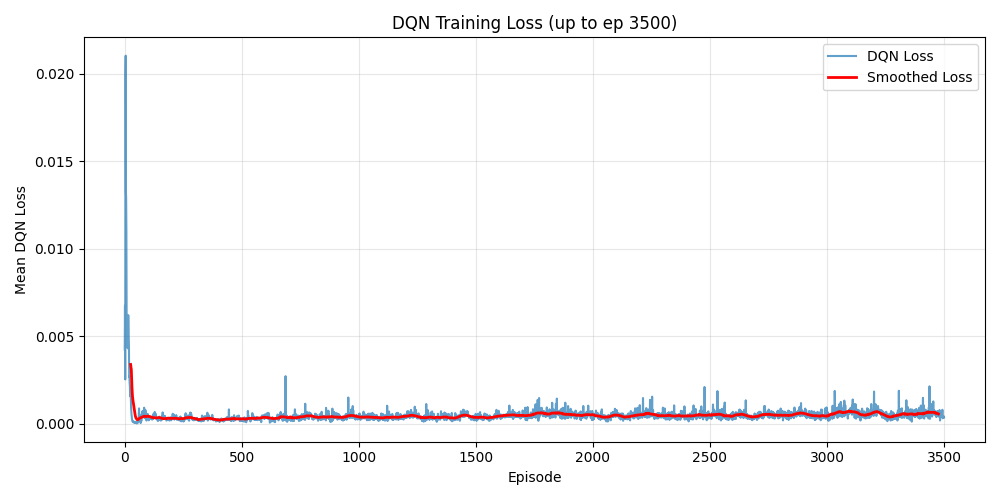 DQN Training Loss (up to ep 3500)
DQN Loss
Smoothed Loss
Mean DQN Loss
0.020
0.015
0.010
0.005
0.000
0 500 1000 1500 2000 2500 3000 3500
Episode